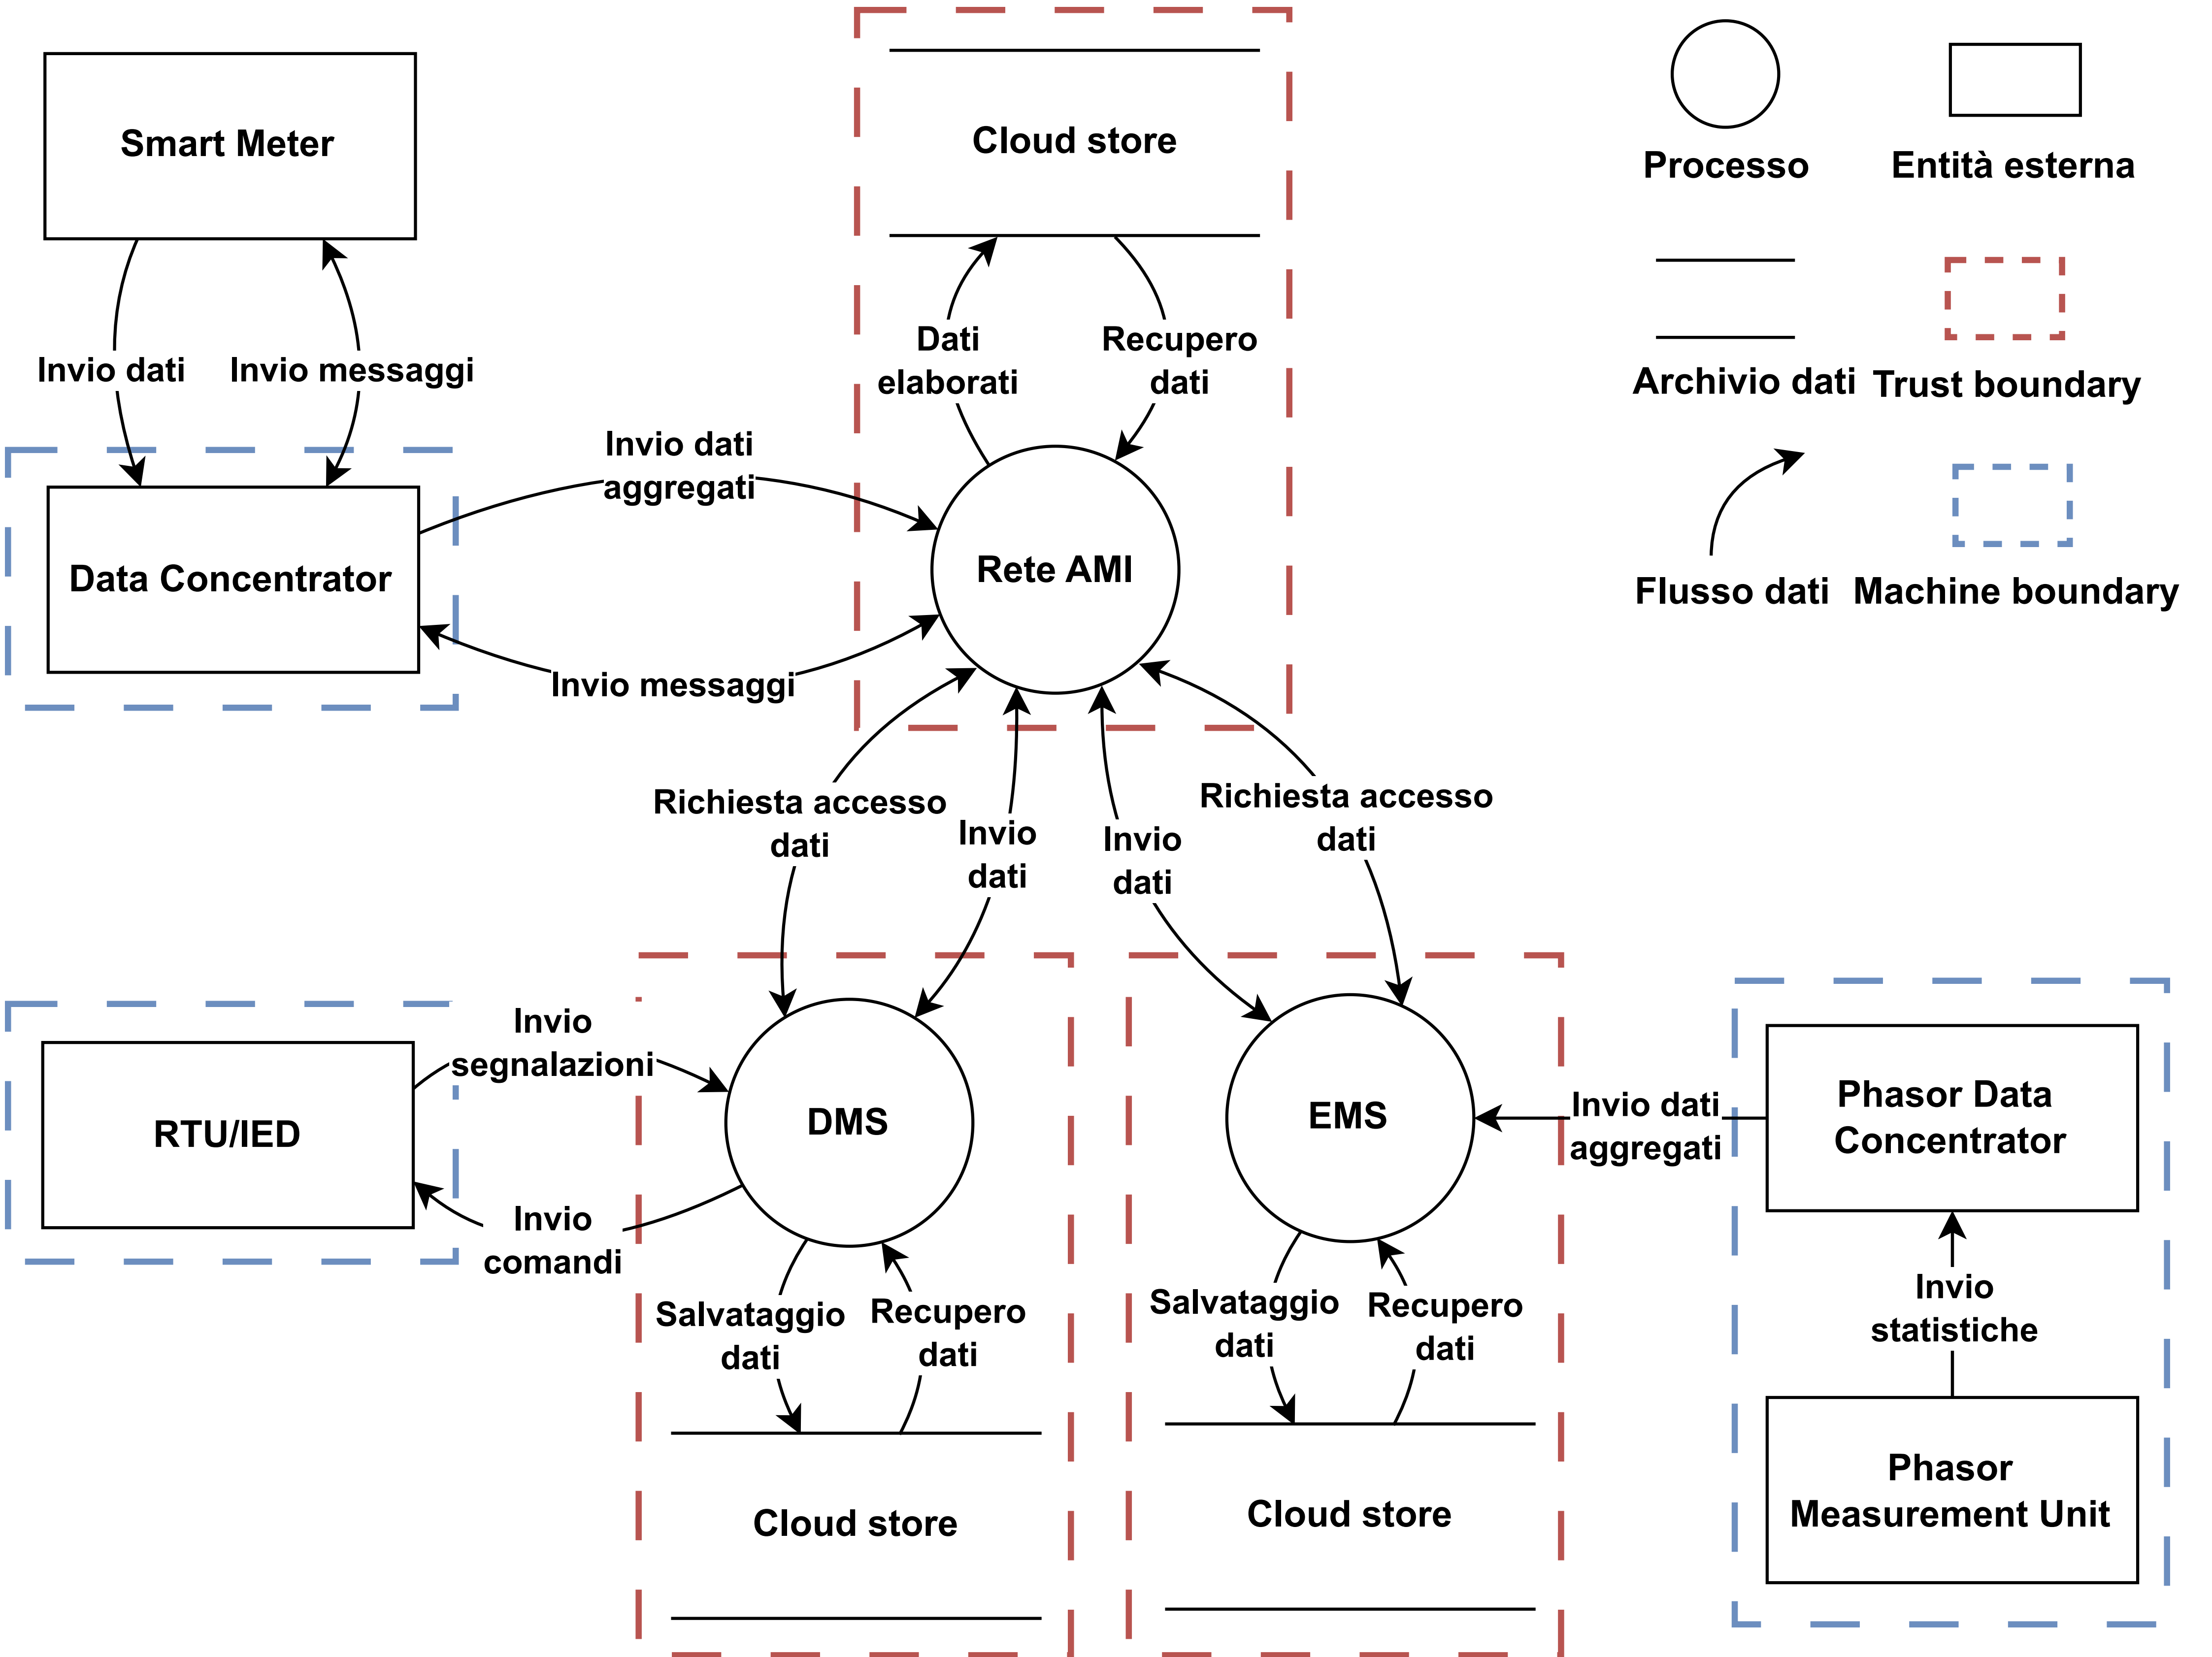 Smart Meter
Cloud store
Processo
Entità esterna
Invio dati
Invio messaggi
Dati
elaborati
Recupero
dati
Archivio dati
Trust boundary
Invio dati
aggregati
Data Concentrator
Rete AMI
Flusso dati
Machine boundary
Invio messaggi
Richiesta accesso
dati
Invio
dati
Invio
dati
Richiesta accesso
dati
Invio
segnalazioni
RTU/IED
DMS
EMS
Invio dati
aggregati
Phasor Data
Concentrator
Invio
comandi
Salvataggio
dati
Recupero
dati
Salvataggio
dati
Recupero
dati
Invio
statistiche
Cloud store
Cloud store
Phasor
Measurement Unit